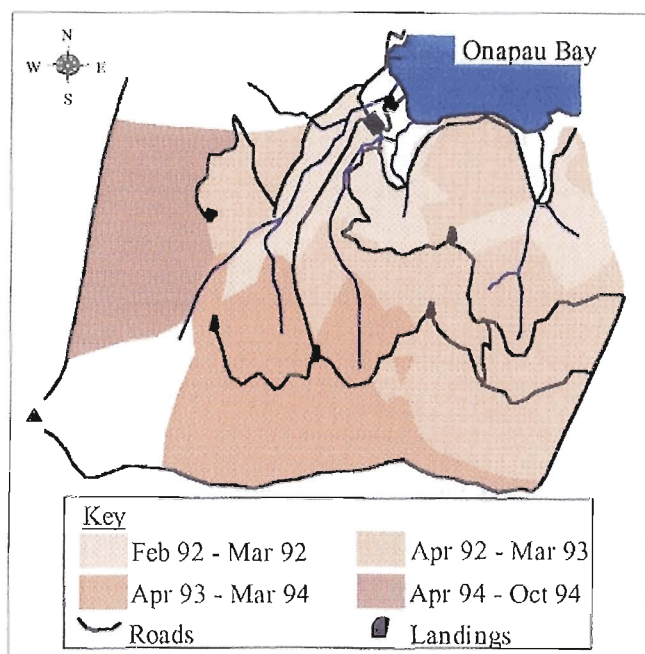 N
W E
S
Onapau Bay
Key
Feb 92 - Mar 92
Apr 92 - Mar 93
Apr 93 - Mar 94
Apr 94 - Oct 94
Roads
Landings